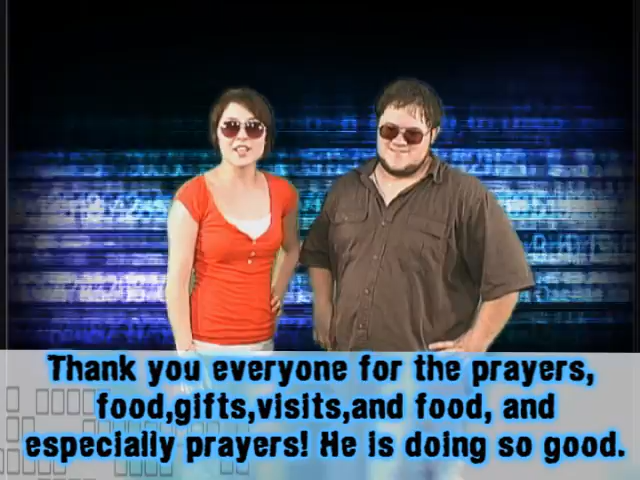 Thank you everyone for the prayers,
food,gifts,visits,and food, and
especially prayers! He is doing so good.